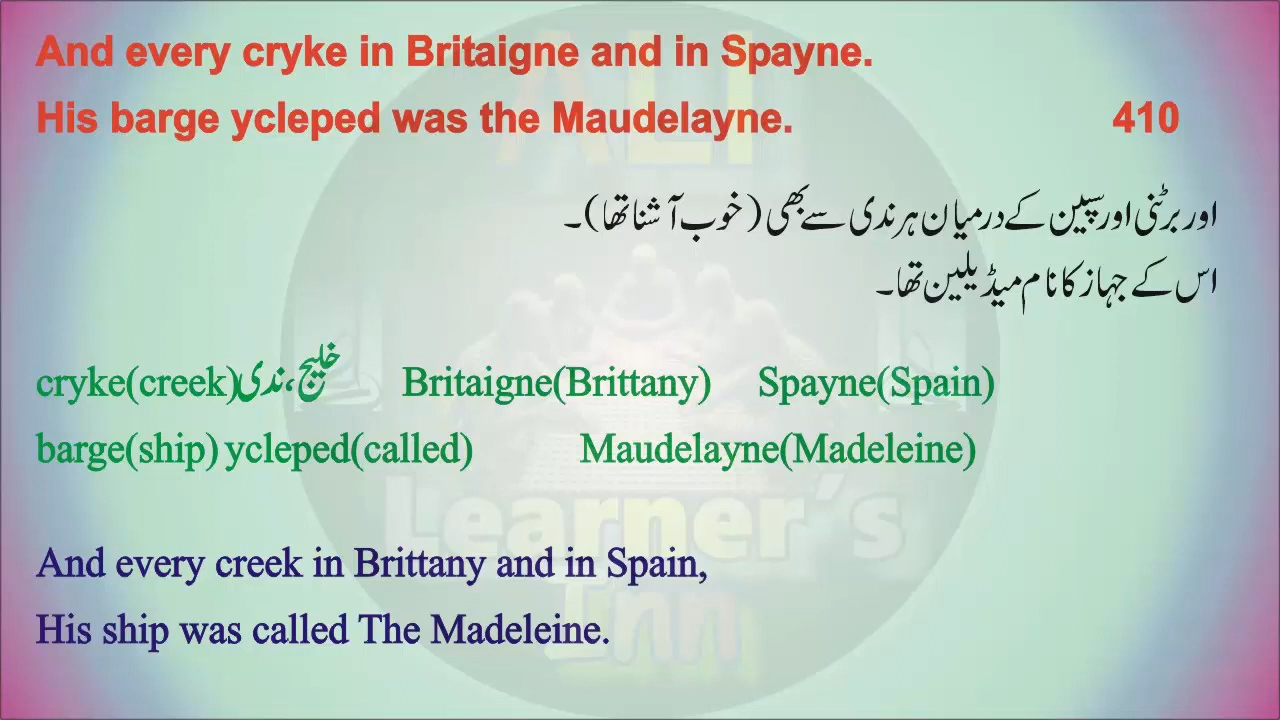 And every cryke in Britaigne and in Spayne.
His barge ycleped was the Maudelayne. 410
اور برٹنی اور سپین کے درمیان ہر ندی سے بھی (خوب آشنا تھا)۔
اس کے جہاز کا نام میڈیلین تھا۔
cryke(creek)خلیج، ندی Britaigne(Brittany) Spayne(Spain)
barge(ship) ycleped(called) Maudelayne(Madeleine)
And every creek in Brittany and in Spain,
His ship was called The Madeleine.
ALI
Learner's
Inn